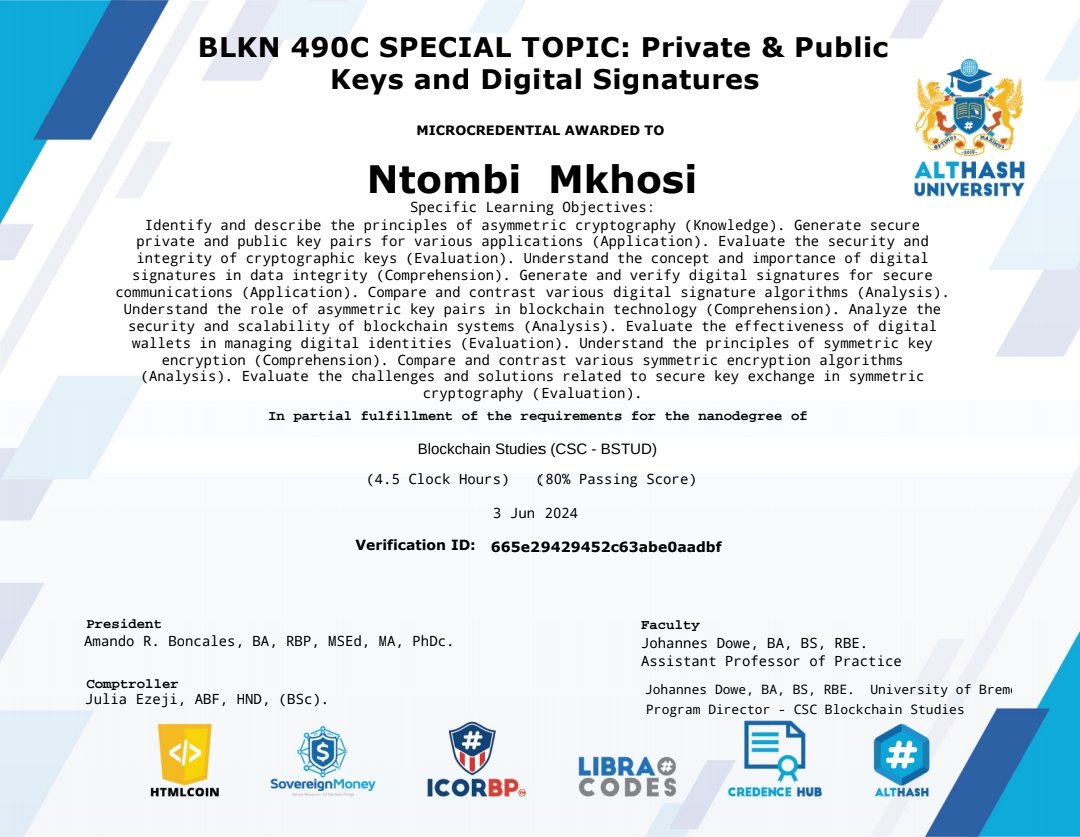 BLKN 490C SPECIAL TOPIC: Private & Public
Keys and Digital Signatures
MICROCREDENTIAL AWARDED TO
Ntombi Mkhosi
OPTIMUS
MAXIMUS
ALTHASH
UNIVERSITY
Specific Learning Objectives:
Identify and describe the principles of asymmetric cryptography (Knowledge). Generate secure
private and public key pairs for various applications (Application). Evaluate the security and
integrity of cryptographic keys (Evaluation). Understand the concept and importance of digital
signatures in data integrity (Comprehension). Generate and verify digital signatures for secure
communications (Application). Compare and contrast various digital signature algorithms (Analysis).
Understand the role of asymmetric key pairs in blockchain technology (Comprehension). Analyze the
security and scalability of blockchain systems (Analysis). Evaluate the effectiveness of digital
wallets in managing digital identities (Evaluation). Understand the principles of symmetric key
encryption (Comprehension). Compare and contrast various symmetric encryption algorithms
(Analysis). Evaluate the challenges and solutions related to secure key exchange in symmetric
cryptography (Evaluation).
In partial fulfillment of the requirements for the nanodegree of
Blockchain Studies (CSC - BSTUD)
(4.5 Clock Hours) (80% Passing Score)
3 Jun 2024
Verification ID: 665e29429452c63abe0aadbf
President
Amando R. Boncales, BA, RBP, MSEd, MA, PhDc.
Comptroller
Julia Ezeji, ABF, HND, (BSc).
Faculty
Johannes Dowe, BA, BS, RBE.
Assistant Professor of Practice
Johannes Dowe, BA, BS, RBE. University of Breme
Program Director - CSC Blockchain Studies
HTMLCOIN
SovereignMoney
ICORBP
LIBRA#
CODES
CREDENCE HUB
ALTHASH